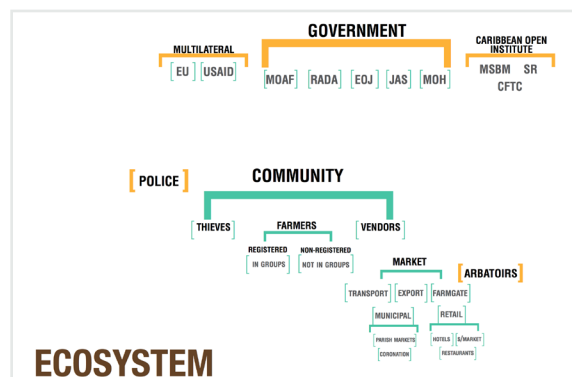 GOVERNMENT
MULTILATERAL
CARIBBEAN OPEN
INSTITUTE
[EU] [USAID]
[MOAF] [RADA] [EOJ] [JAS] [MOH]
MSBM SR
CFTC
[POLICE]
COMMUNITY
[THIEVES]
FARMERS
[VENDORS]
REGISTERED
NON-REGISTERED
[IN GROUPS]
[NOT IN GROUPS]
MARKET
[ARBATOIRS]
[TRANSPORT] [EXPORT] [FARMGATE]
[MUNICIPAL]
[RETAIL]
[PARISH MARKETS]
[CORONATION]
[HOTELS] [S/MARKET]
[RESTAURANTS]
ECOSYSTEM